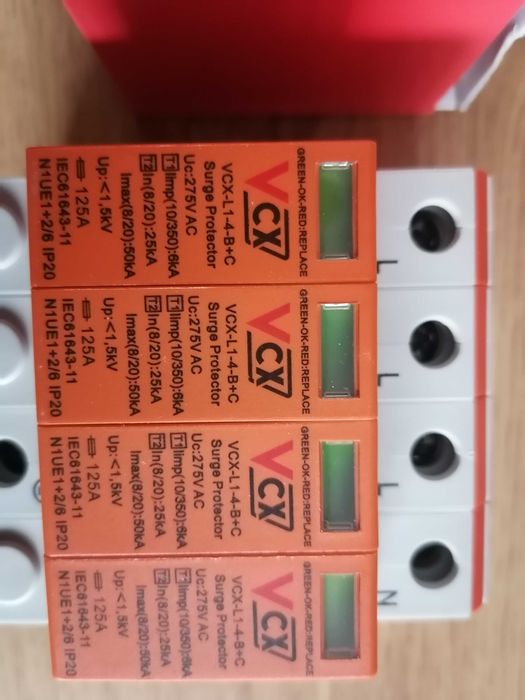 GREEN-OK-RED:REPLACE
VCX
VCX-L1-4-B+C
Surge Protector
Uc:275V AC
T1 Iimp(10/350):6kA
T2 In(8/20):25kA
Imax(8/20):50kA
Up:<1,5kV
125A
IEC61643-11
N1UE1+2/6 IP20
L
GREEN-OK-RED:REPLACE
VCX
VCX-L1-4-B+C
Surge Protector
Uc:275V AC
T1 Iimp(10/350):6kA
T2 In(8/20):25kA
Imax(8/20):50kA
Up:<1,5kV
125A
IEC61643-11
N1UE1+2/6 IP20
L
GREEN-OK-RED:REPLACE
VCX
VCX-L1-4-B+C
Surge Protector
Uc:275V AC
T1 Iimp(10/350):6kA
T2 In(8/20):25kA
Imax(8/20):50kA
Up:<1,5kV
125A
IEC61643-11
N1UE1+2/6 IP20
L
GREEN-OK-RED:REPLACE
VCX
VCX-L1-4-B+C
Surge Protector
Uc:275V AC
T1 Iimp(10/350):6kA
T2 In(8/20):25kA
Imax(8/20):50kA
Up:<1,5kV
125A
IEC61643-11
N1UE1+2/6 IP20
N